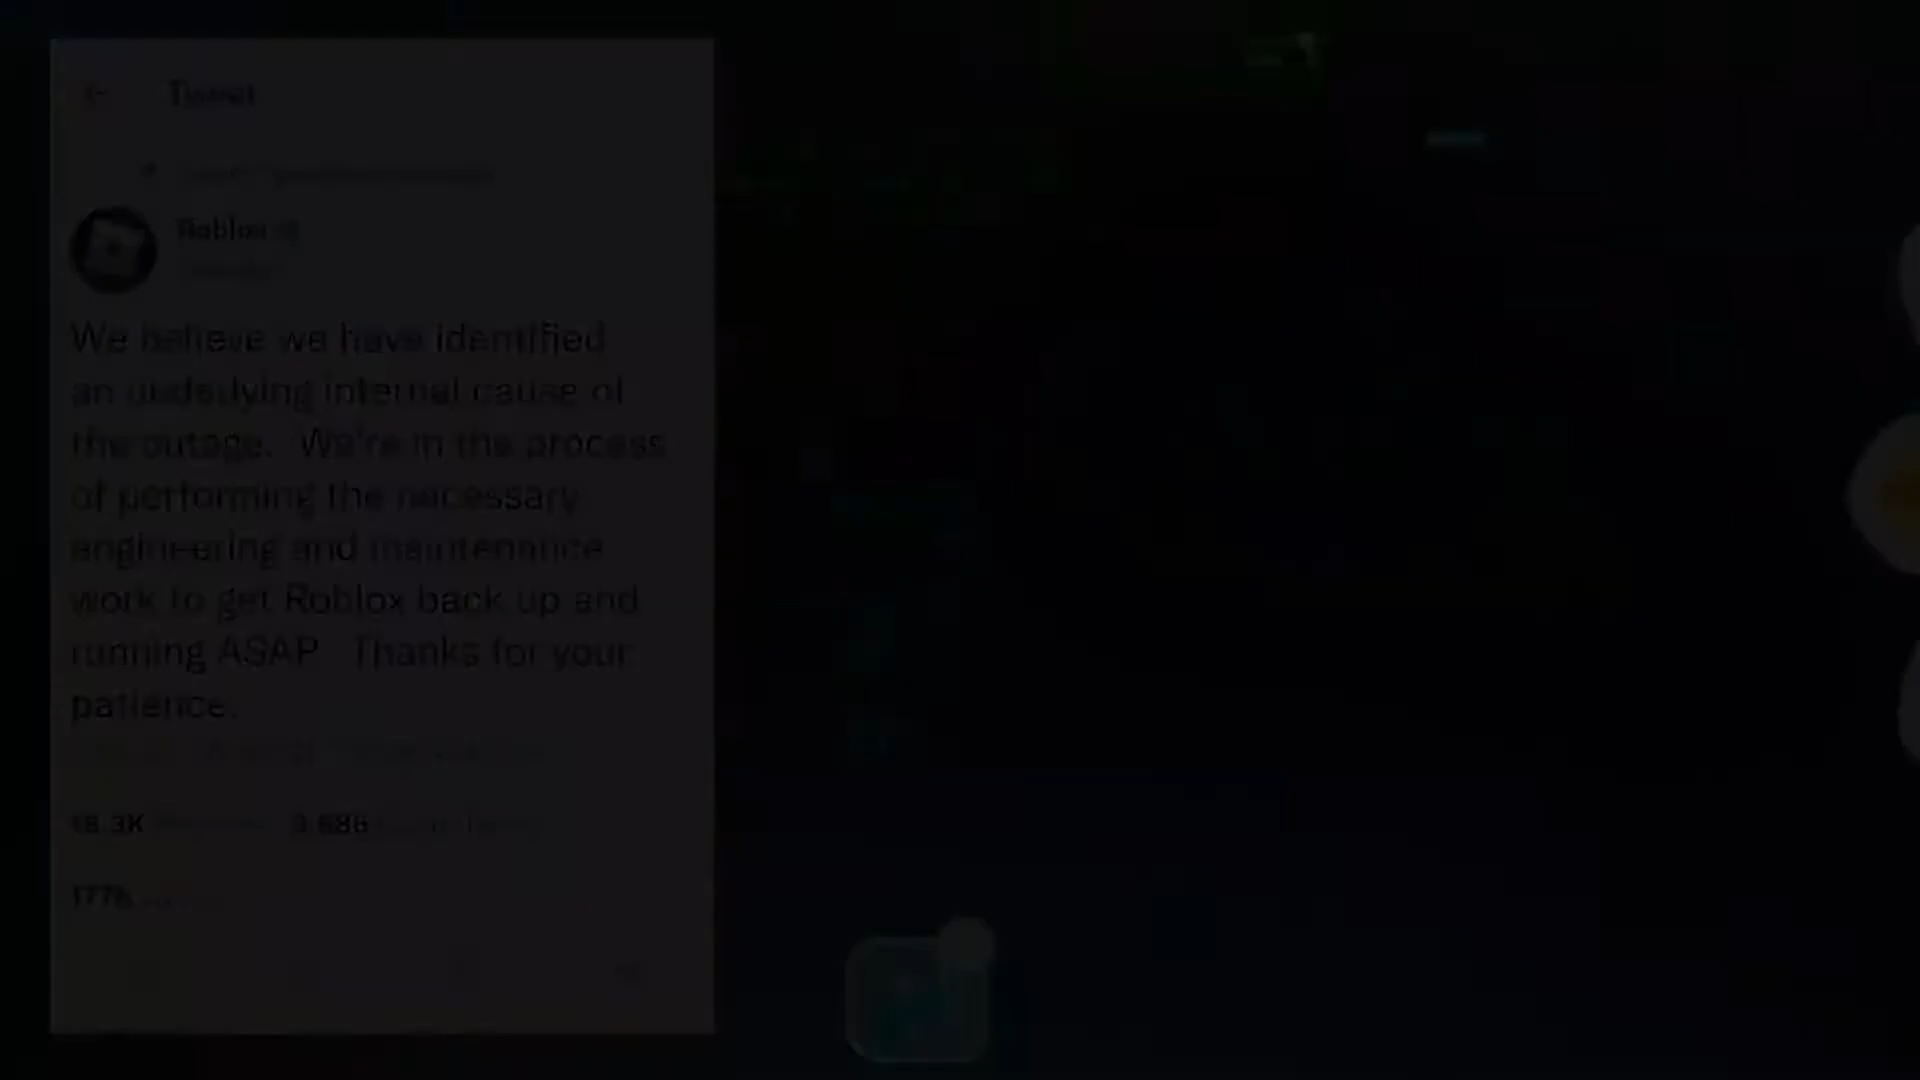 Tweet
Roblox
We believe we have identified
an underlying internal cause of
the outage. We're in the process
of performing the necessary
engineering and maintenance
work to get Roblox back up and
running ASAP. Thanks for your
patience.
18.3K